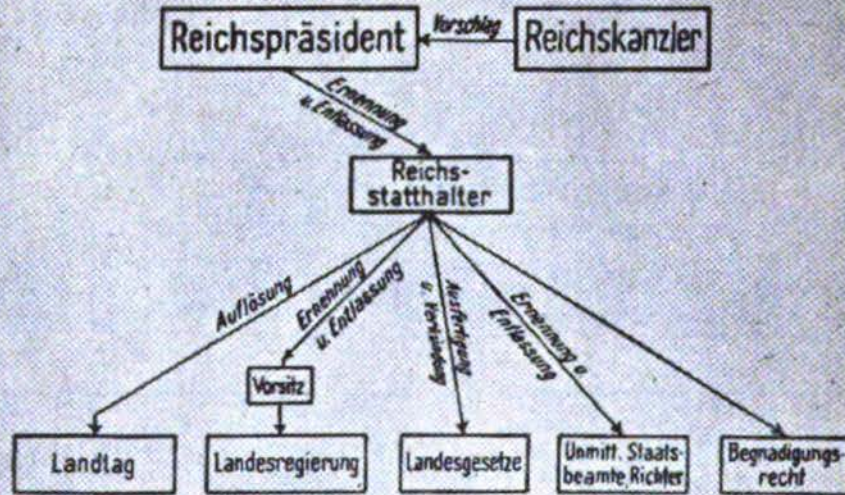 Reichspräsident
Vorschlag
Reichskanzler
Ernennung
u. Entlassung
Reichs-
statthalter
Auflösung
Ernennung
u. Entlassung
Ausfertigung
u. Verkündung
Ernennung u.
Entlassung
Vorsitz
Landtag
Landesregierung
Landesgesetze
Unmitt. Staats-
beamte, Richter
Begnadigungs-
recht